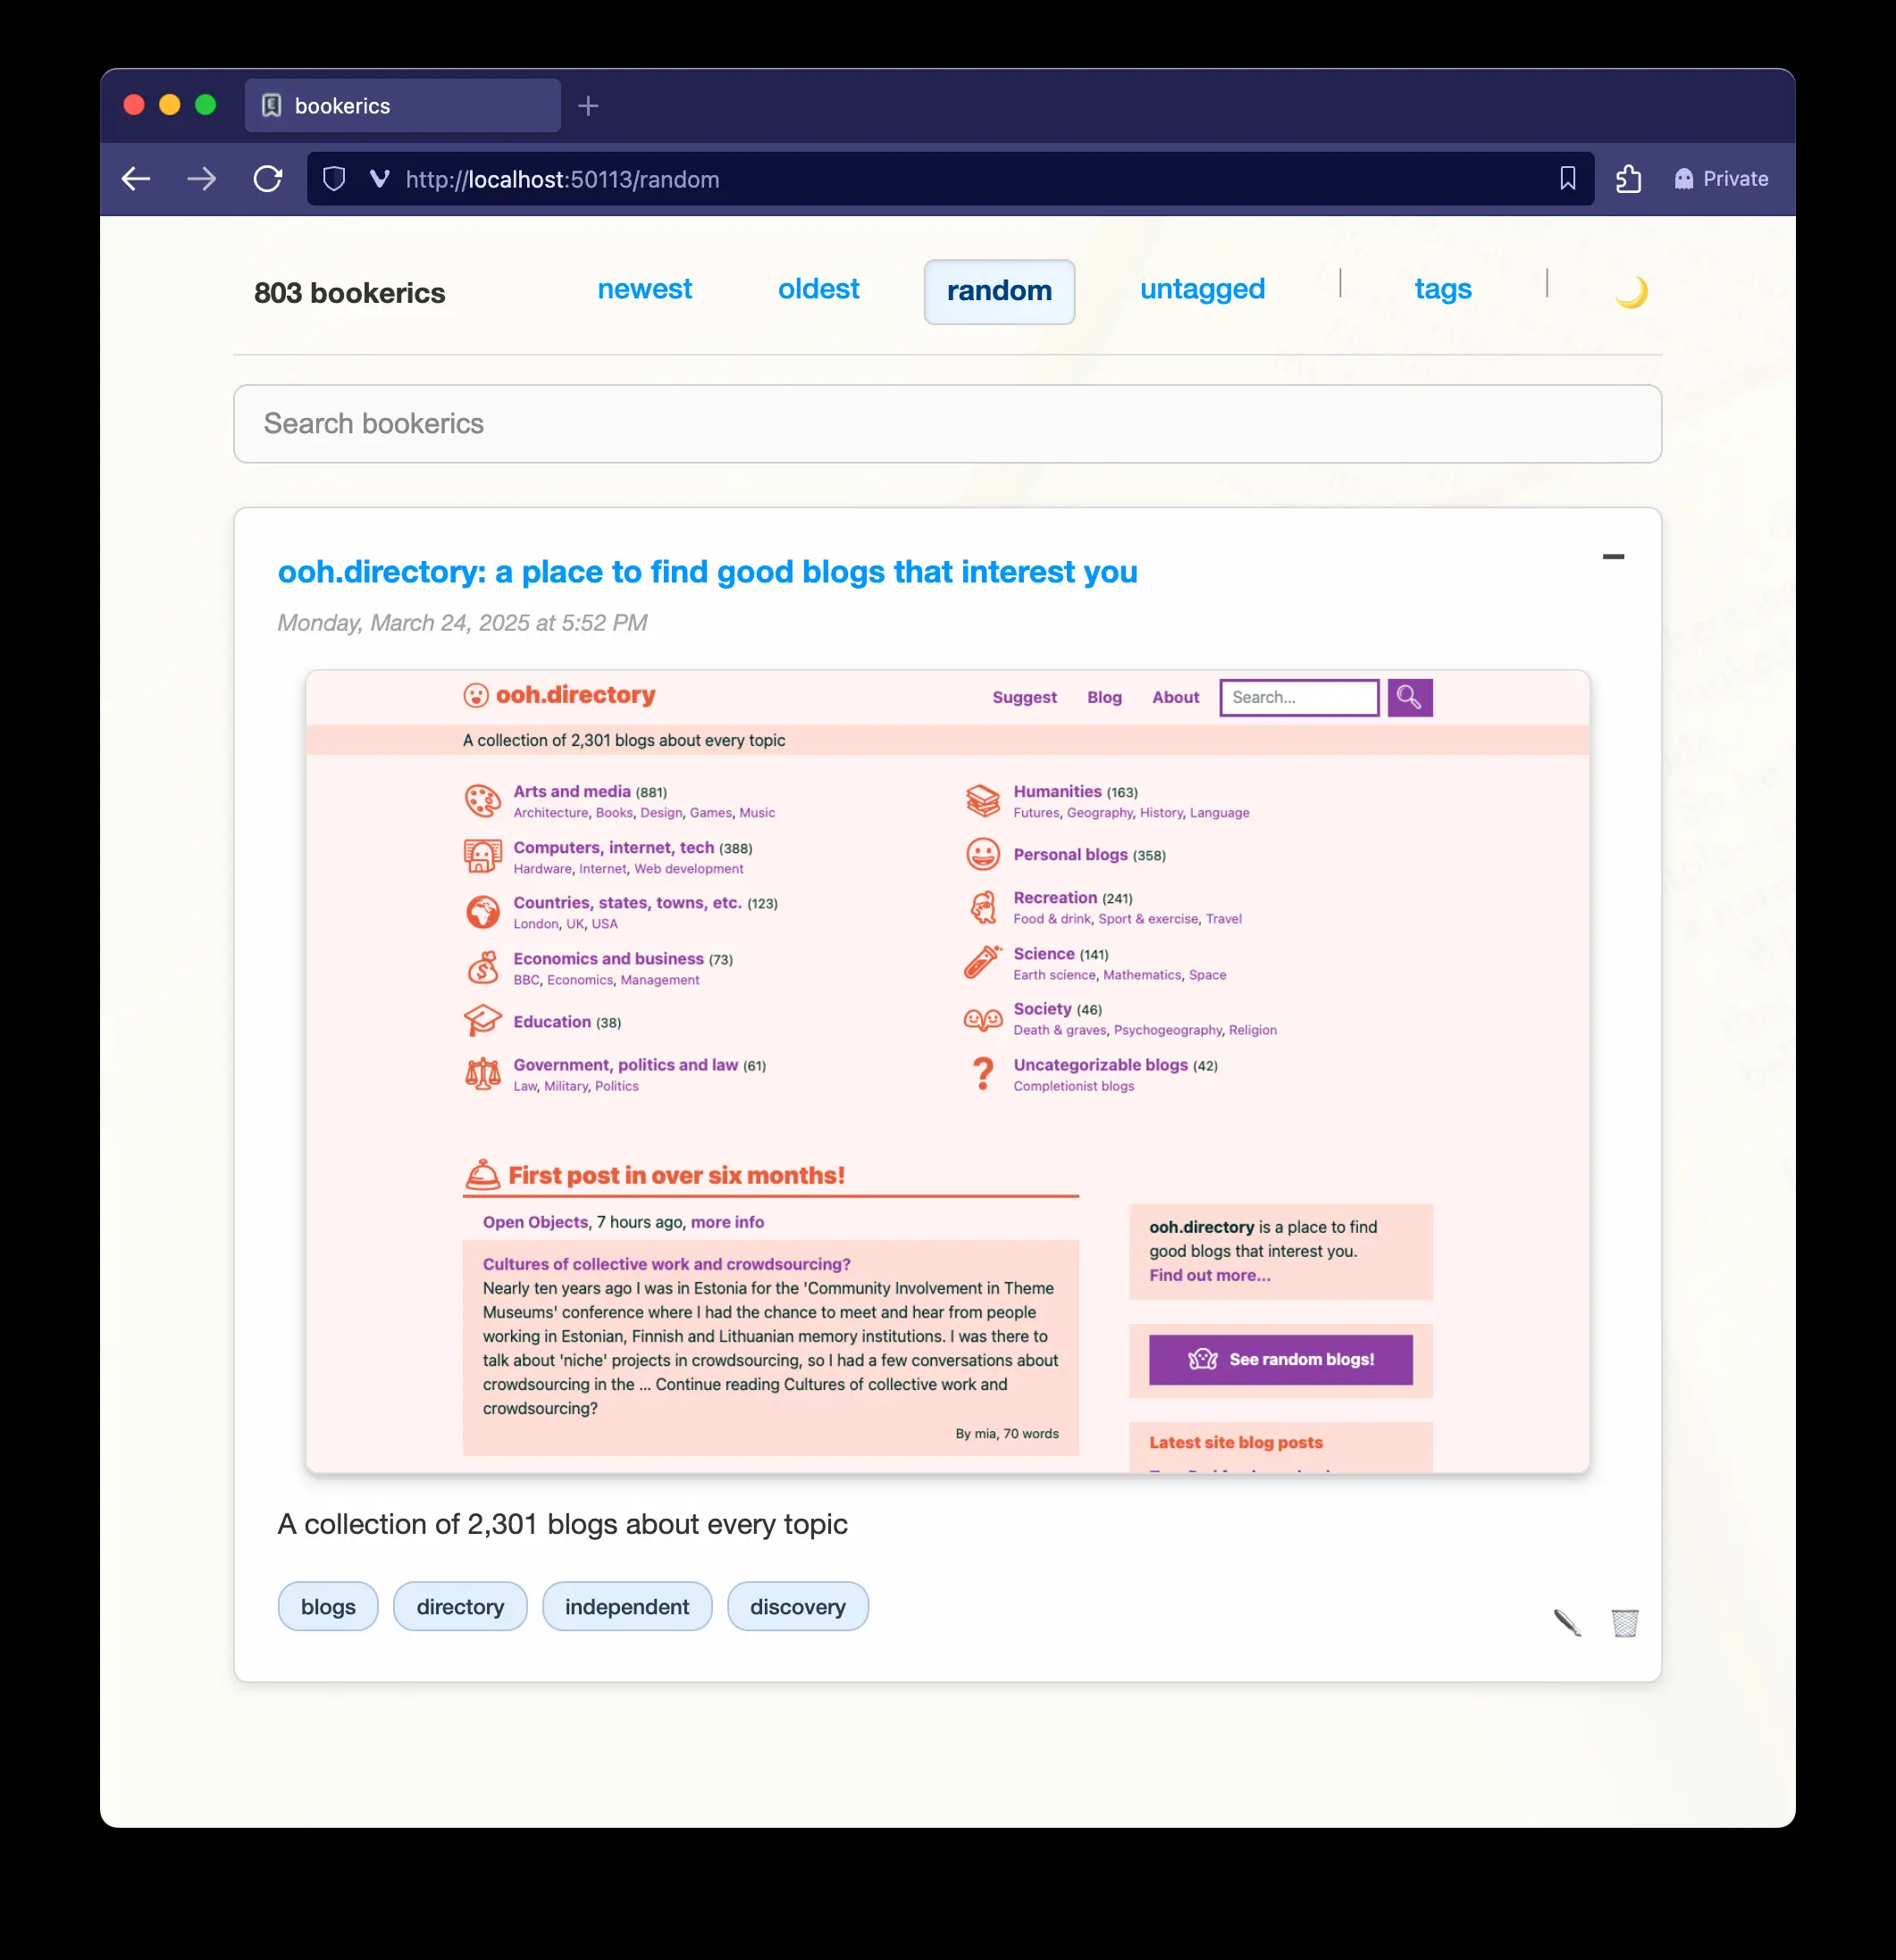 bookerics
http://localhost:50113/random
Private
803 bookerics
newest
oldest
random
untagged
|
tags
|
Search bookerics
ooh.directory: a place to find good blogs that interest you
Monday, March 24, 2025 at 5:52 PM
ooh.directory
Suggest
Blog
About
Search...
A collection of 2,301 blogs about every topic
Arts and media (881)
Architecture, Books, Design, Games, Music
Computers, internet, tech (388)
Hardware, Internet, Web development
Countries, states, towns, etc. (123)
London, UK, USA
Economics and business (73)
BBC, Economics, Management
Education (38)
Government, politics and law (61)
Law, Military, Politics
Humanities (163)
Futures, Geography, History, Language
Personal blogs (358)
Recreation (241)
Food & drink, Sport & exercise, Travel
Science (141)
Earth science, Mathematics, Space
Society (46)
Death & graves, Psychogeography, Religion
Uncategorizable blogs (42)
Completionist blogs
First post in over six months!
Open Objects, 7 hours ago, more info
Cultures of collective work and crowdsourcing?
Nearly ten years ago I was in Estonia for the 'Community Involvement in Theme
Museums' conference where I had the chance to meet and hear from people
working in Estonian, Finnish and Lithuanian memory institutions. I was there to
talk about 'niche' projects in crowdsourcing, so I had a few conversations about
crowdsourcing in the ... Continue reading Cultures of collective work and
crowdsourcing?
By mia, 70 words
ooh.directory is a place to find
good blogs that interest you.
Find out more...
See random blogs!
Latest site blog posts
A collection of 2,301 blogs about every topic
blogs
directory
independent
discovery